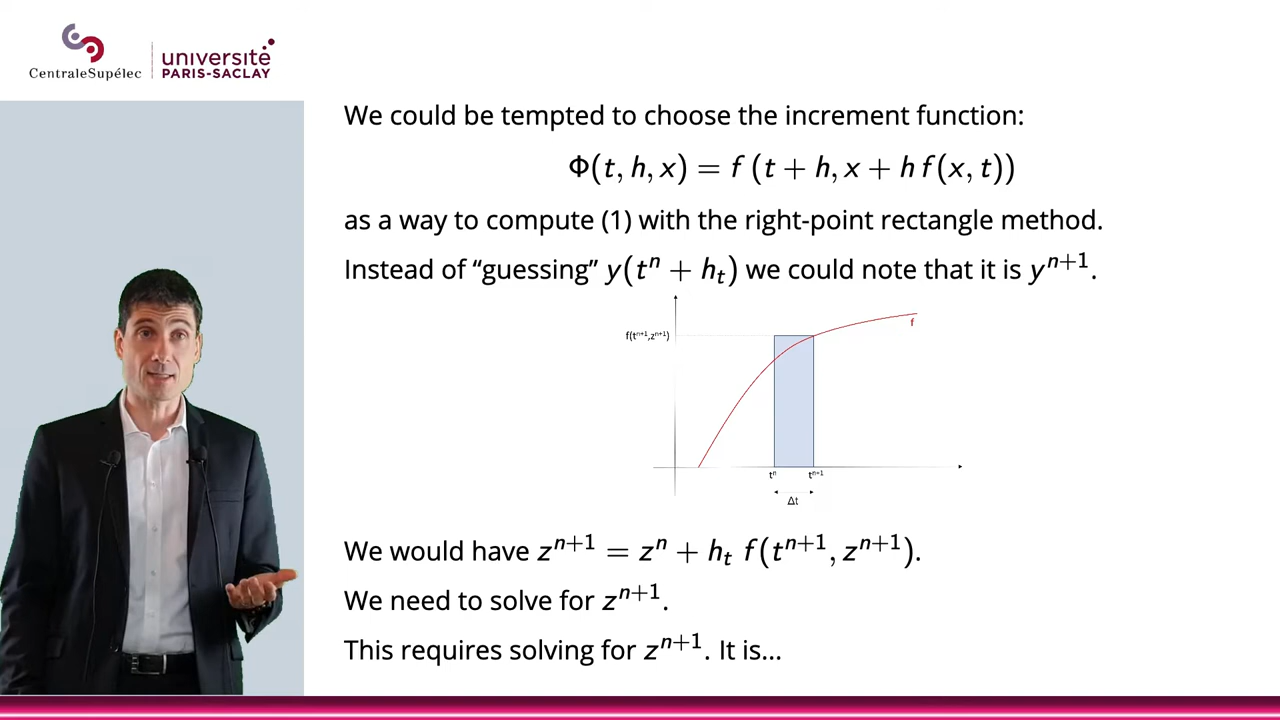 CentraleSupélec
université
PARIS-SACLAY
We could be tempted to choose the increment function:
Φ(t, h, x) = f (t + h, x + h f(x, t))
as a way to compute (1) with the right-point rectangle method.
Instead of “guessing” y(tⁿ + hₜ) we could note that it is yⁿ⁺¹.
f
f(tⁿ⁺¹,zⁿ⁺¹)
tⁿ tⁿ⁺¹
Δt
We would have zⁿ⁺¹ = zⁿ + hₜ f(tⁿ⁺¹, zⁿ⁺¹).
We need to solve for zⁿ⁺¹.
This requires solving for zⁿ⁺¹. It is...